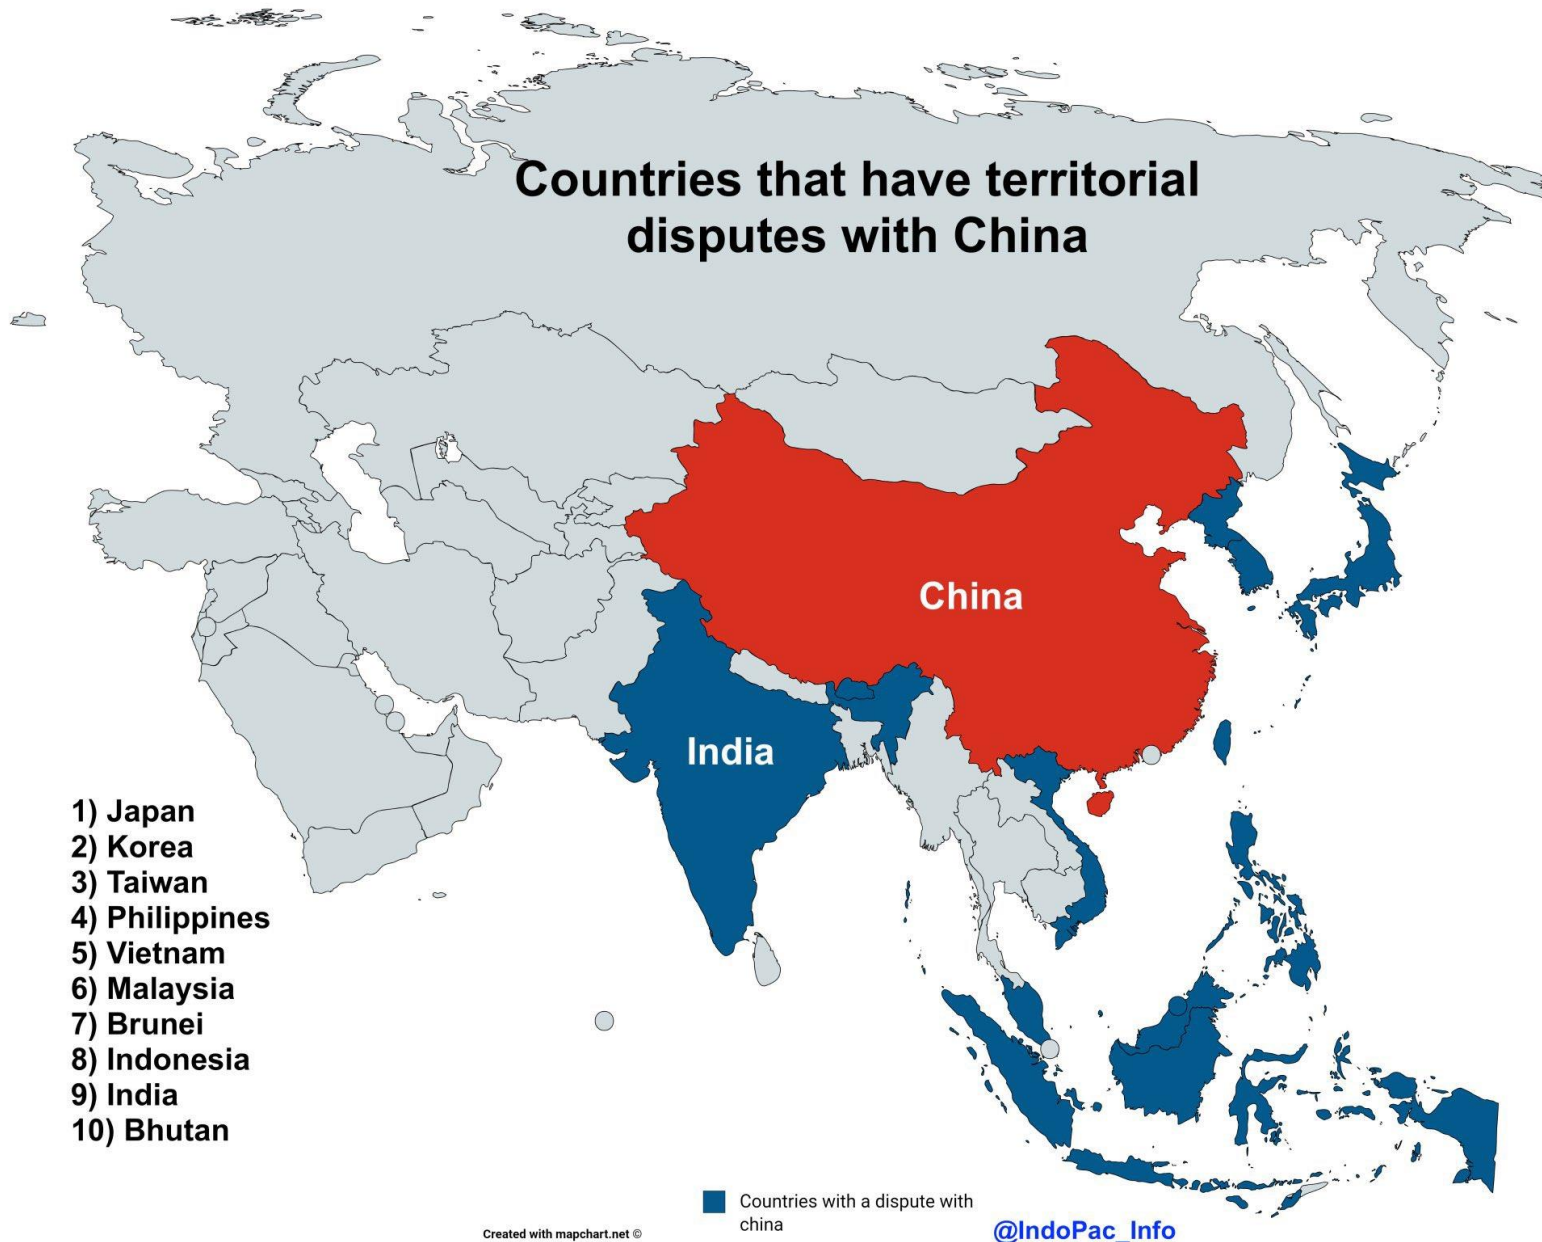 Countries that have territorial
disputes with China
China
India
1) Japan
2) Korea
3) Taiwan
4) Philippines
5) Vietnam
6) Malaysia
7) Brunei
8) Indonesia
9) India
10) Bhutan
Countries with a dispute with
china
Created with mapchart.net ©
@IndoPac_Info